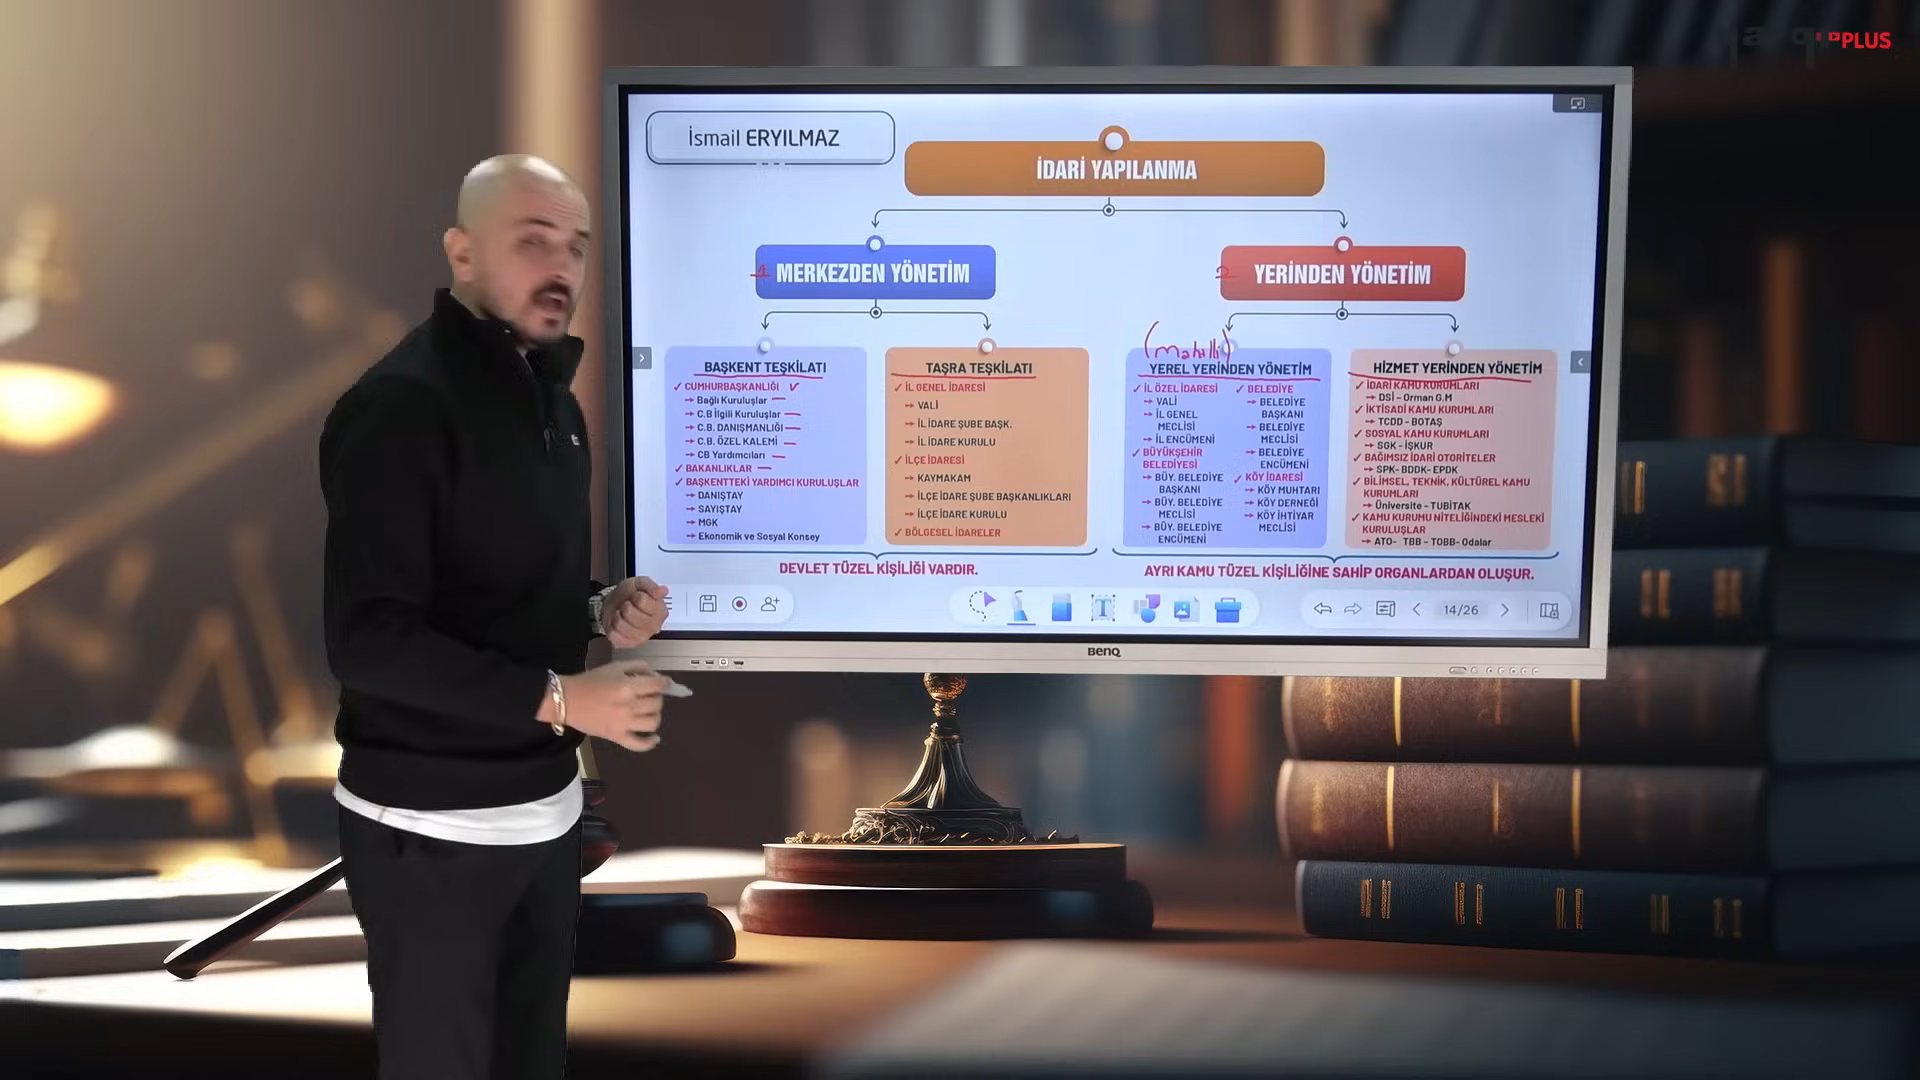 PLUS
İsmail ERYILMAZ
İDARİ YAPILANMA
1 MERKEZDEN YÖNETİM
2 YERİNDEN YÖNETİM
BAŞKENT TEŞKİLATI
✓ CUMHURBAŞKANLIĞI ✓
→ Bağlı Kuruluşlar
→ C.B İlgili Kuruluşlar
→ C.B. DANIŞMANLIĞI
→ C.B. ÖZEL KALEMİ
→ CB Yardımcıları
✓ BAKANLIKLAR
✓ BAŞKENTTEKİ YARDIMCI KURULUŞLAR
→ DANIŞTAY
→ SAYIŞTAY
→ MGK
→ Ekonomik ve Sosyal Konsey
TAŞRA TEŞKİLATI
✓ İL GENEL İDARESİ
→ VALİ
→ İL İDARE ŞUBE BAŞK.
→ İL İDARE KURULU
✓ İLÇE İDARESİ
→ KAYMAKAM
→ İLÇE İDARE ŞUBE BAŞKANLIKLARI
→ İLÇE İDARE KURULU
✓ BÖLGESEL İDARELER
DEVLET TÜZEL KİŞİLİĞİ VARDIR.
(mahalli)
YEREL YERİNDEN YÖNETİM
✓ İL ÖZEL İDARESİ
→ VALİ
→ İL GENEL
MECLİSİ
→ İL ENCÜMENİ
✓ BÜYÜKŞEHİR
BELEDİYESİ
→ BÜY. BELEDİYE
BAŞKANI
→ BÜY. BELEDİYE
MECLİSİ
→ BÜY. BELEDİYE
ENCÜMENİ
✓ BELEDİYE
→ BELEDİYE
BAŞKANI
→ BELEDİYE
MECLİSİ
→ BELEDİYE
ENCÜMENİ
✓ KÖY İDARESİ
→ KÖY MUHTARI
→ KÖY DERNEĞİ
→ KÖY İHTİYAR
MECLİSİ
HİZMET YERİNDEN YÖNETİM
✓ İDARİ KAMU KURUMLARI
→ DSİ – Orman G.M
✓ İKTİSADİ KAMU KURUMLARI
→ TCDD - BOTAŞ
✓ SOSYAL KAMU KURUMLARI
→ SGK – İŞKUR
✓ BAĞIMSIZ İDARİ OTORİTELER
→ SPK- BDDK- EPDK
✓ BİLİMSEL, TEKNİK, KÜLTÜREL KAMU
KURUMLARI
→ Üniversite – TUBİTAK
✓ KAMU KURUMU NİTELİĞİNDEKİ MESLEKİ
KURULUŞLAR
→ ATO- TBB – TOBB- Odalar
AYRI KAMU TÜZEL KİŞİLİĞİNE SAHİP ORGANLARDAN OLUŞUR.
14/26
BenQ